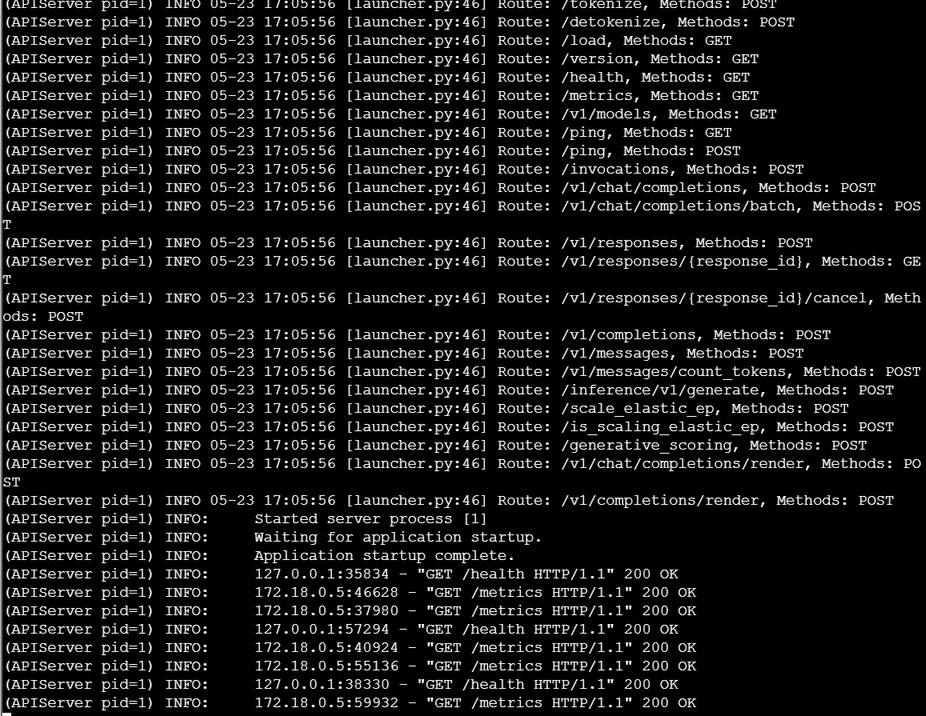 (APIServer pid=1) INFO 05-23 17:05:56 [launcher.py:46] Route: /tokenize, Methods: POST
(APIServer pid=1) INFO 05-23 17:05:56 [launcher.py:46] Route: /detokenize, Methods: POST
(APIServer pid=1) INFO 05-23 17:05:56 [launcher.py:46] Route: /load, Methods: GET
(APIServer pid=1) INFO 05-23 17:05:56 [launcher.py:46] Route: /version, Methods: GET
(APIServer pid=1) INFO 05-23 17:05:56 [launcher.py:46] Route: /health, Methods: GET
(APIServer pid=1) INFO 05-23 17:05:56 [launcher.py:46] Route: /metrics, Methods: GET
(APIServer pid=1) INFO 05-23 17:05:56 [launcher.py:46] Route: /v1/models, Methods: GET
(APIServer pid=1) INFO 05-23 17:05:56 [launcher.py:46] Route: /ping, Methods: GET
(APIServer pid=1) INFO 05-23 17:05:56 [launcher.py:46] Route: /ping, Methods: POST
(APIServer pid=1) INFO 05-23 17:05:56 [launcher.py:46] Route: /invocations, Methods: POST
(APIServer pid=1) INFO 05-23 17:05:56 [launcher.py:46] Route: /v1/chat/completions, Methods: POST
(APIServer pid=1) INFO 05-23 17:05:56 [launcher.py:46] Route: /v1/chat/completions/batch, Methods: POS
T
(APIServer pid=1) INFO 05-23 17:05:56 [launcher.py:46] Route: /v1/responses, Methods: POST
(APIServer pid=1) INFO 05-23 17:05:56 [launcher.py:46] Route: /v1/responses/{response_id}, Methods: GE
T
(APIServer pid=1) INFO 05-23 17:05:56 [launcher.py:46] Route: /v1/responses/{response_id}/cancel, Meth
ods: POST
(APIServer pid=1) INFO 05-23 17:05:56 [launcher.py:46] Route: /v1/completions, Methods: POST
(APIServer pid=1) INFO 05-23 17:05:56 [launcher.py:46] Route: /v1/messages, Methods: POST
(APIServer pid=1) INFO 05-23 17:05:56 [launcher.py:46] Route: /v1/messages/count_tokens, Methods: POST
(APIServer pid=1) INFO 05-23 17:05:56 [launcher.py:46] Route: /inference/v1/generate, Methods: POST
(APIServer pid=1) INFO 05-23 17:05:56 [launcher.py:46] Route: /scale_elastic_ep, Methods: POST
(APIServer pid=1) INFO 05-23 17:05:56 [launcher.py:46] Route: /is_scaling_elastic_ep, Methods: POST
(APIServer pid=1) INFO 05-23 17:05:56 [launcher.py:46] Route: /generative_scoring, Methods: POST
(APIServer pid=1) INFO 05-23 17:05:56 [launcher.py:46] Route: /v1/chat/completions/render, Methods: PO
ST
(APIServer pid=1) INFO 05-23 17:05:56 [launcher.py:46] Route: /v1/completions/render, Methods: POST
(APIServer pid=1) INFO:     Started server process [1]
(APIServer pid=1) INFO:     Waiting for application startup.
(APIServer pid=1) INFO:     Application startup complete.
(APIServer pid=1) INFO:     127.0.0.1:35834 - "GET /health HTTP/1.1" 200 OK
(APIServer pid=1) INFO:     172.18.0.5:46628 - "GET /metrics HTTP/1.1" 200 OK
(APIServer pid=1) INFO:     172.18.0.5:37980 - "GET /metrics HTTP/1.1" 200 OK
(APIServer pid=1) INFO:     127.0.0.1:57294 - "GET /health HTTP/1.1" 200 OK
(APIServer pid=1) INFO:     172.18.0.5:40924 - "GET /metrics HTTP/1.1" 200 OK
(APIServer pid=1) INFO:     172.18.0.5:55136 - "GET /metrics HTTP/1.1" 200 OK
(APIServer pid=1) INFO:     127.0.0.1:38330 - "GET /health HTTP/1.1" 200 OK
(APIServer pid=1) INFO:     172.18.0.5:59932 - "GET /metrics HTTP/1.1" 200 OK